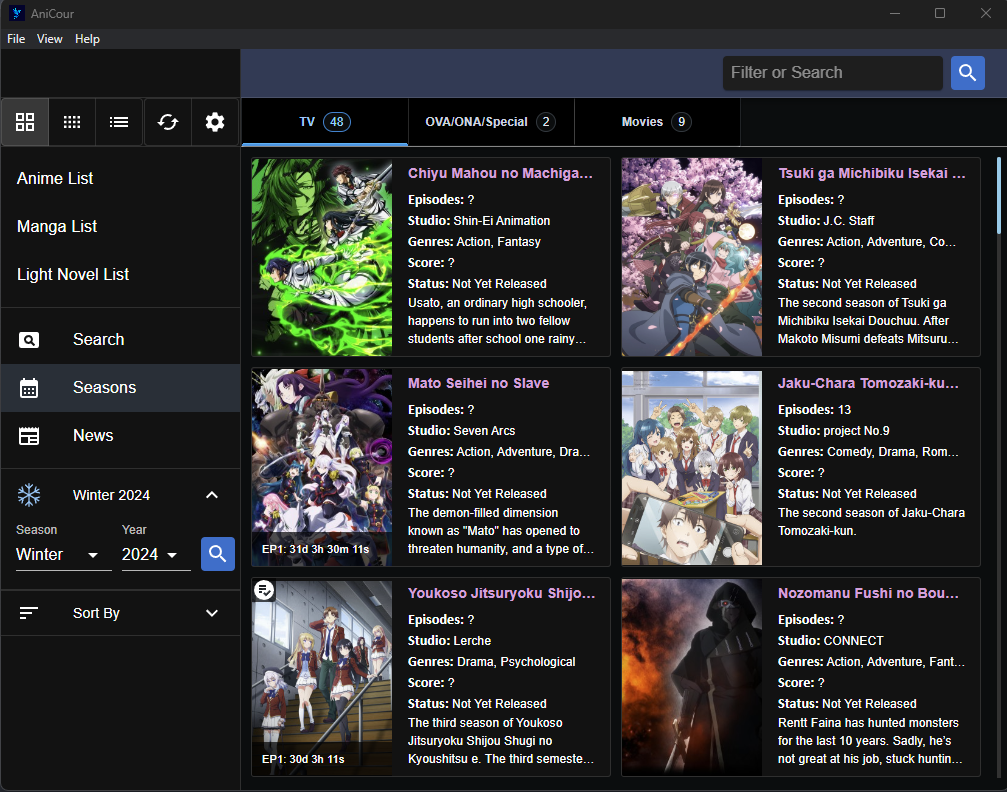 AniCour
File View Help
Filter or Search
TV 48
OVA/ONA/Special 2
Movies 9
Anime List
Manga List
Light Novel List
Search
Seasons
News
Winter 2024
Season Year
Winter 2024
Sort By
Chiyu Mahou no Machiga...
Episodes: ?
Studio: Shin-Ei Animation
Genres: Action, Fantasy
Score: ?
Status: Not Yet Released
Usato, an ordinary high schooler,
happens to run into two fellow
students after school one rainy...
Tsuki ga Michibiku Isekai ...
Episodes: ?
Studio: J.C. Staff
Genres: Action, Adventure, Co...
Score: ?
Status: Not Yet Released
The second season of Tsuki ga
Michibiku Isekai Douchuu. After
Makoto Misumi defeats Mitsuru...
EP1: 31d 3h 30m 11s
Mato Seihei no Slave
Episodes: ?
Studio: Seven Arcs
Genres: Action, Adventure, Dra...
Score: ?
Status: Not Yet Released
The demon-filled dimension
known as "Mato" has opened to
threaten humanity, and a type of...
Jaku-Chara Tomozaki-ku...
Episodes: 13
Studio: project No.9
Genres: Comedy, Drama, Rom...
Score: ?
Status: Not Yet Released
The second season of Jaku-Chara
Tomozaki-kun.
EP1: 30d 3h 11s
Youkoso Jitsuryoku Shijo...
Episodes: ?
Studio: Lerche
Genres: Drama, Psychological
Score: ?
Status: Not Yet Released
The third season of Youkoso
Jitsuryoku Shijou Shugi no
Kyoushitsu e. The third semeste...
Nozomanu Fushi no Bou...
Episodes: ?
Studio: CONNECT
Genres: Action, Adventure, Fant...
Score: ?
Status: Not Yet Released
Rentt Faina has hunted monsters
for the last 10 years. Sadly, he's
not great at his job, stuck huntin...